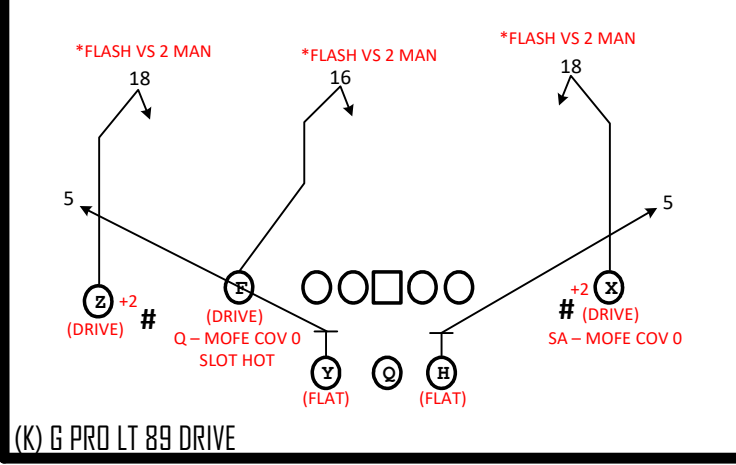 *FLASH VS 2 MAN
*FLASH VS 2 MAN
*FLASH VS 2 MAN
18
16
18
5
5
Z +2 #
(DRIVE)
F
(DRIVE)
Q – MOFE COV 0
SLOT HOT
# +2 X
(DRIVE)
SA – MOFE COV 0
Y
(FLAT)
Q
H
(FLAT)
(K) G PRO LT 89 DRIVE